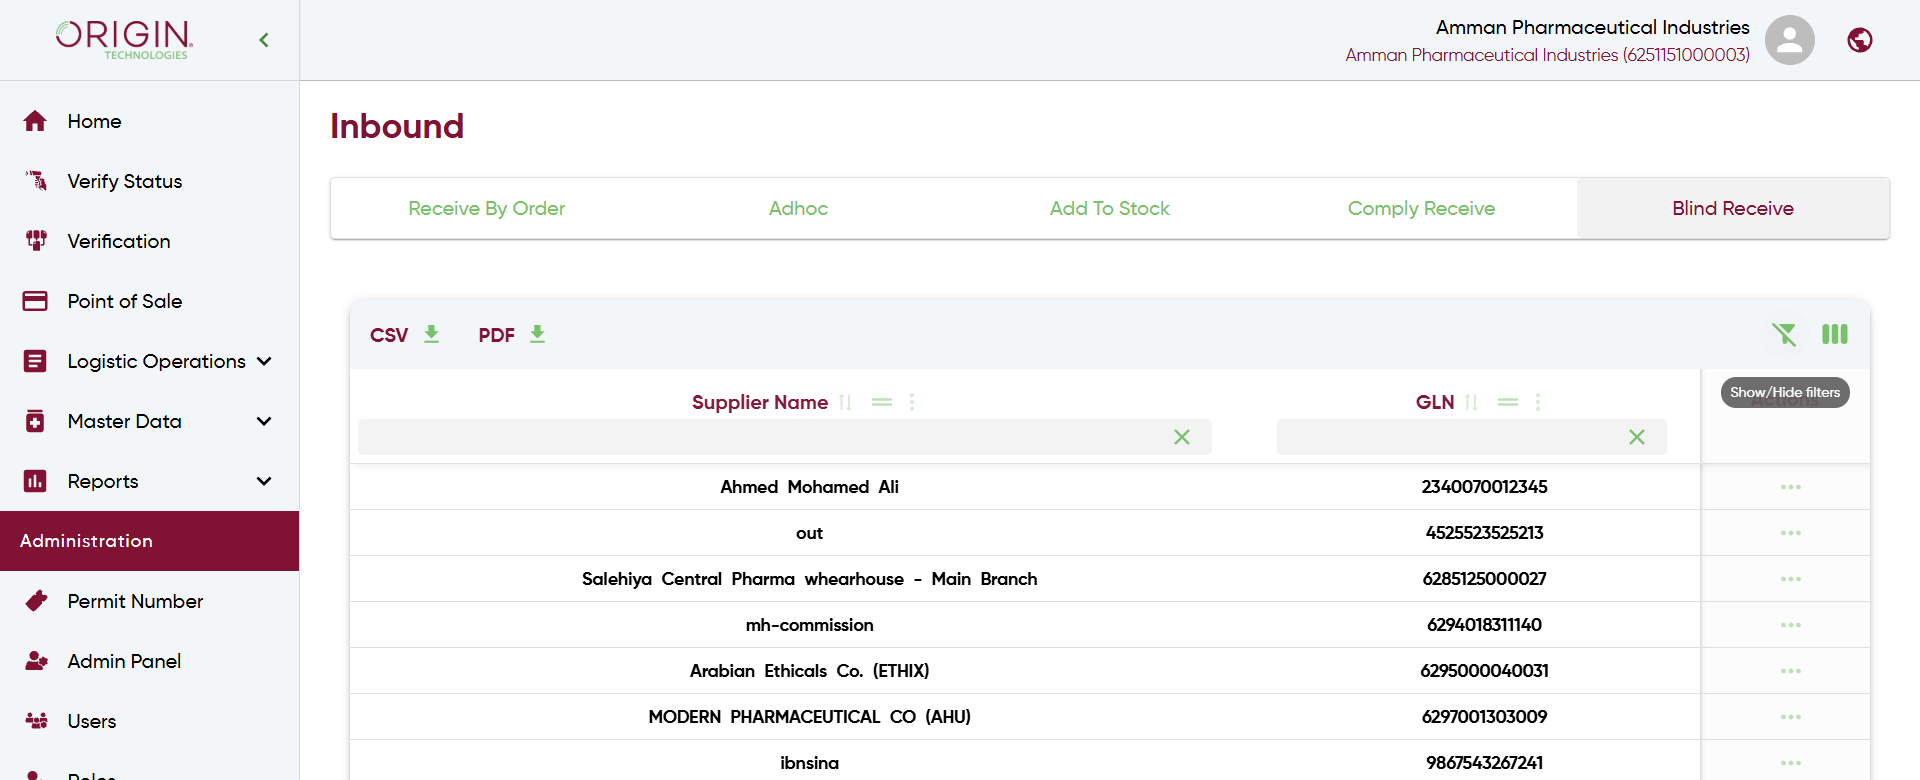 ORIGIN
TECHNOLOGIES
Amman Pharmaceutical Industries
Amman Pharmaceutical Industries (6251151000003)
Home
Verify Status
Verification
Point of Sale
Logistic Operations
Master Data
Reports
Administration
Permit Number
Admin Panel
Users
Roles
Inbound
Receive By Order Adhoc Add To Stock Comply Receive Blind Receive
CSV PDF
Show/Hide filters
Supplier Name GLN Actions
Ahmed Mohamed Ali 2340070012345
out 4525523525213
Salehiya Central Pharma whearhouse - Main Branch 6285125000027
mh-commission 6294018311140
Arabian Ethicals Co. (ETHIX) 6295000040031
MODERN PHARMACEUTICAL CO (AHU) 6297001303009
ibnsina 9867543267241